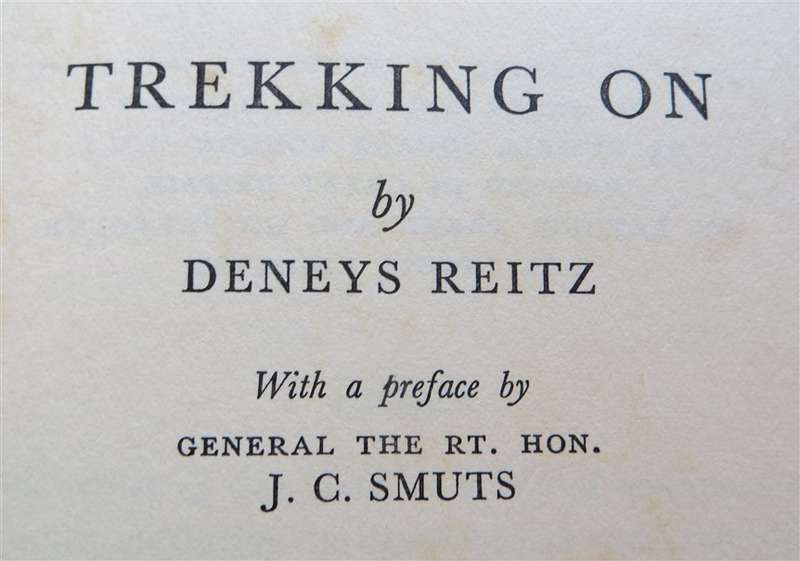 TREKKING ON
by
DENEYS REITZ
With a preface by
GENERAL THE RT. HON.
J. C. SMUTS